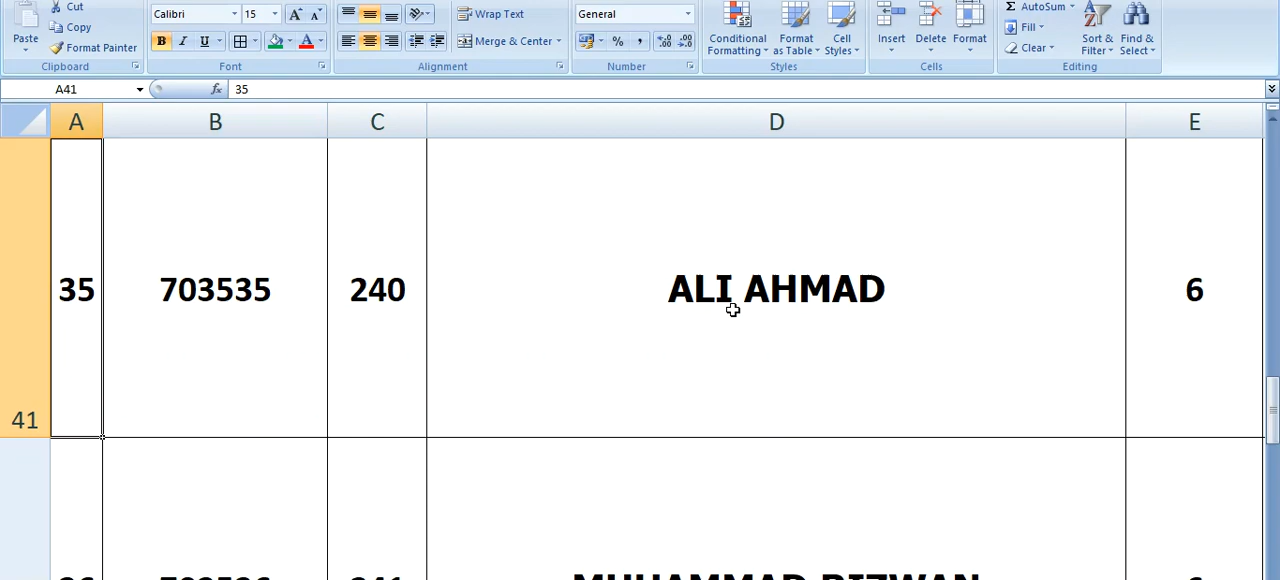 Cut
Calibri 15 A A Wrap Text General AutoSum
Copy Fill
Paste Format Painter B I U A Merge & Center % , Conditional Formatting Format as Table Cell Styles Insert Delete Format Clear Sort & Filter Find & Select
Clipboard Font Alignment Number Styles Cells Editing
A41 fx 35
A B C D E
35 703535 240 ALI AHMAD 6
41
MUHAMMAD RIZWAN